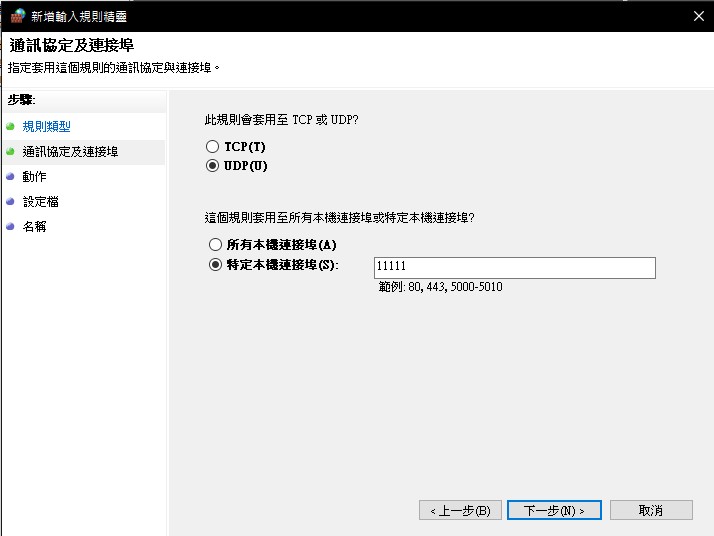 新增輸入規則精靈
通訊協定及連接埠
指定套用這個規則的通訊協定與連接埠。
步驟:
規則類型
通訊協定及連接埠
動作
設定檔
名稱
此規則會套用至 TCP 或 UDP?
TCP(T)
UDP(U)
這個規則套用至所有本機連接埠或特定本機連接埠?
所有本機連接埠(A)
特定本機連接埠(S):
11111
範例: 80, 443, 5000-5010
< 上一步(B)
下一步(N) >
取消